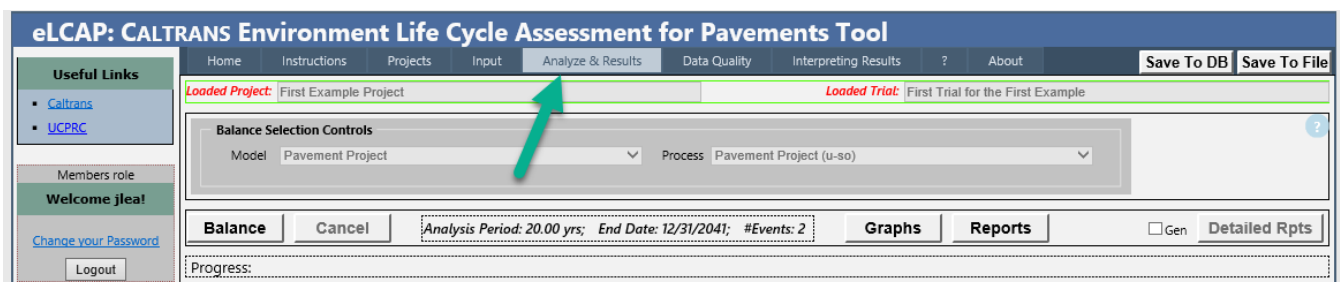 eLCAP: CALTRANS Environment Life Cycle Assessment for Pavements Tool
Useful Links
Caltrans
UCPRC
Members role
Welcome jlea!
Change your Password
Logout
Home Instructions Projects Input Analyze & Results Data Quality Interpreting Results ? About Save To DB Save To File
Loaded Project: First Example Project Loaded Trial: First Trial for the First Example
Balance Selection Controls ?
Model Pavement Project Process Pavement Project (u-so)
Balance Cancel Analysis Period: 20.00 yrs; End Date: 12/31/2041; #Events: 2 Graphs Reports Gen Detailed Rpts
Progress: